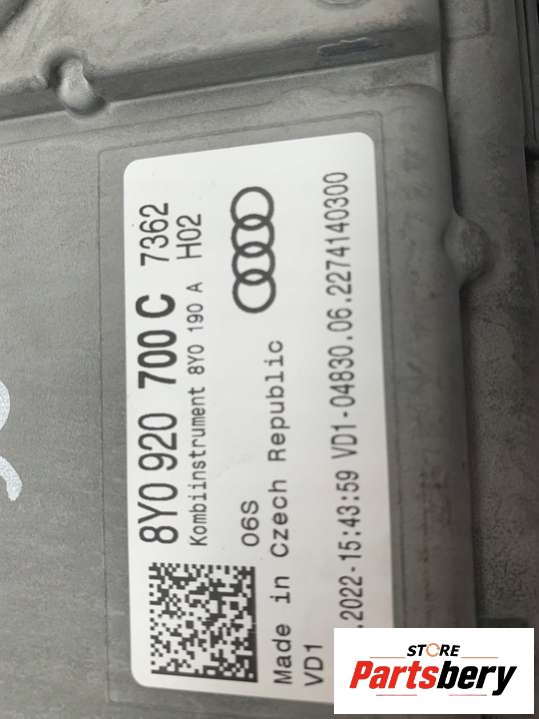 8Y0 920 700 C 7362
Kombiinstrument 8Y0 190 A H02
06S
Made in Czech Republic
VD1
.2022-15:43:59 VD1-04830.06.2274140300
STORE
Partsbery